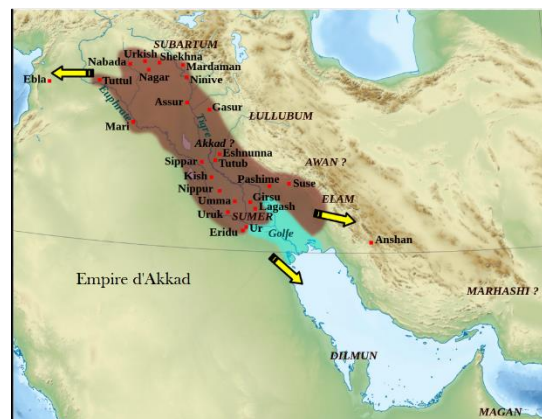 SUBARTUM
Urkish
Shekhna
Nabada
Mardaman
Ebla
Tuttul
Nagar
Ninive
Euphrate
Assur
Tigre
Gasur
LULLUBUM
Mari
Akkad ?
Eshnunna
AWAN ?
Sippar
Tutub
Kish
Pashime
Suse
Nippur
Girsu
ELAM
Umma
Lagash
Uruk
SUMER
Ur
Eridu
Golfe
Anshan
Empire d'Akkad
MARHASHI ?
DILMUN
MAGAN